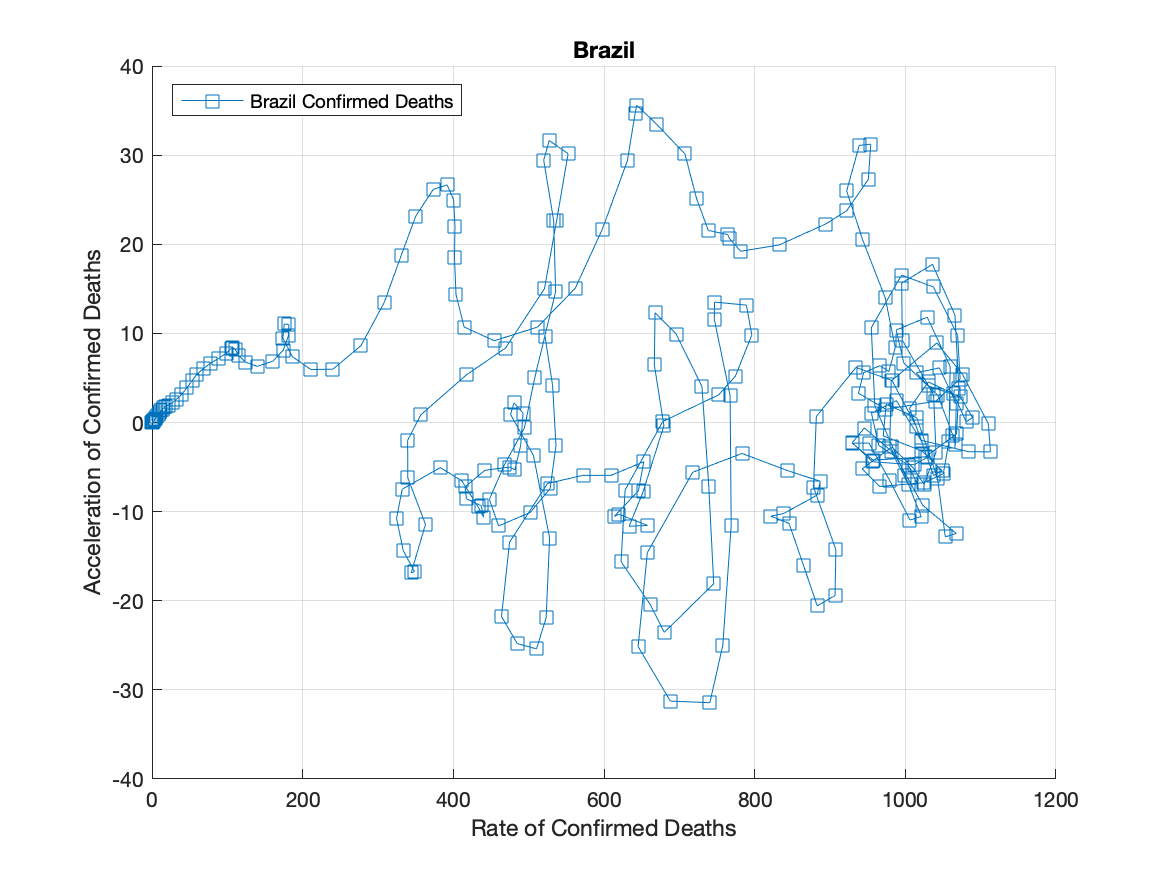 Brazil
Brazil Confirmed Deaths
40
30
20
10
0
-10
-20
-30
-40
Acceleration of Confirmed Deaths
0 200 400 600 800 1000 1200
Rate of Confirmed Deaths